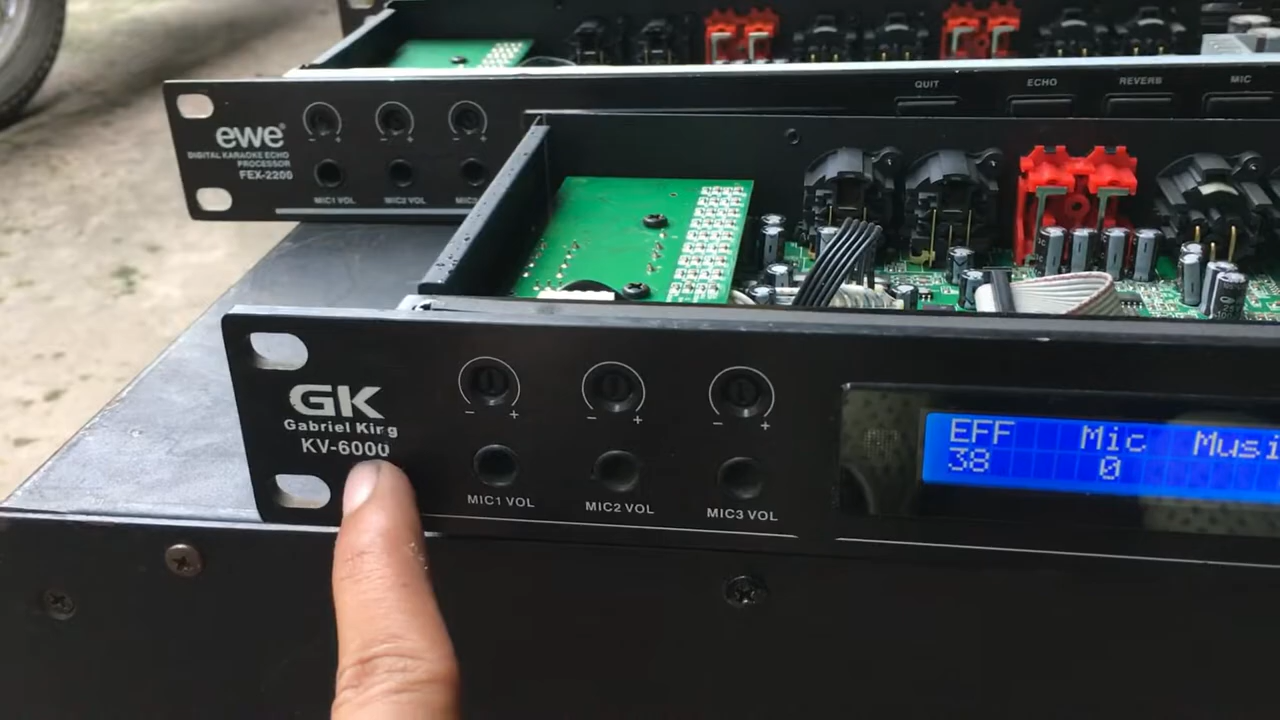 QUIT ECHO REVERB MIC
ewe®
DIGITAL KARAOKE ECHO
PROCESSOR
FEX-2200
MIC1 VOL MIC2 VOL
GK
Gabriel King
KV-6000
- + - + - +
MIC1 VOL MIC2 VOL MIC3 VOL
EFF Mic Musi
38 0